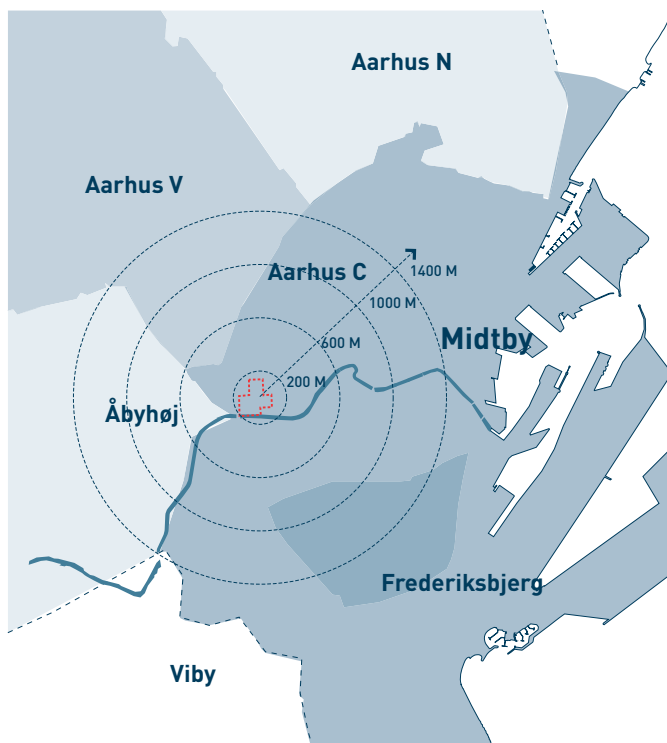 Aarhus N
Aarhus V
Aarhus C
1400 M
1000 M
600 M
Midtby
200 M
Åbyhøj
Frederiksbjerg
Viby